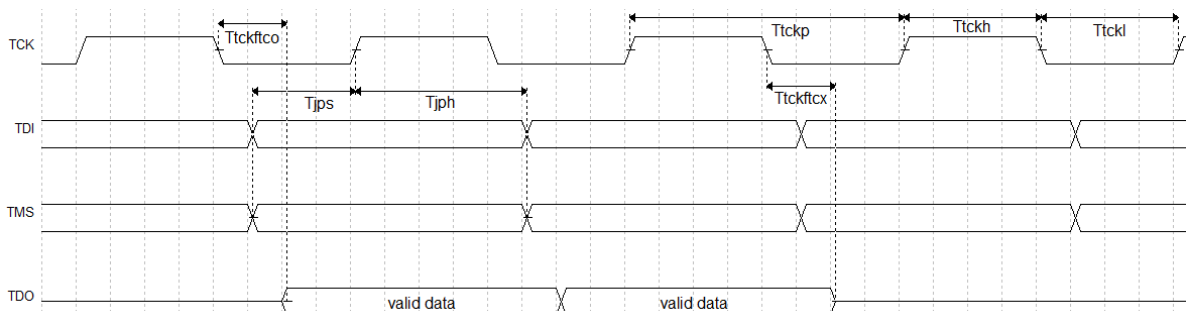 TCK
Ttckftco
Ttckp
Ttckh
Ttckl
Tjps
Tjph
Ttckftcx
TDI
TMS
TDO
valid data
valid data